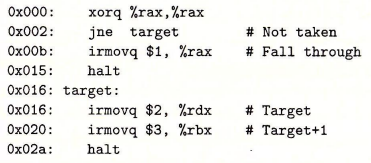 0x000:    xorq %rax,%rax
0x002:    jne  target        # Not taken
0x00b:    irmovq $1, %rax    # Fall through
0x015:    halt
0x016: target:
0x016:    irmovq $2, %rdx    # Target
0x020:    irmovq $3, %rbx    # Target+1
0x02a:    halt